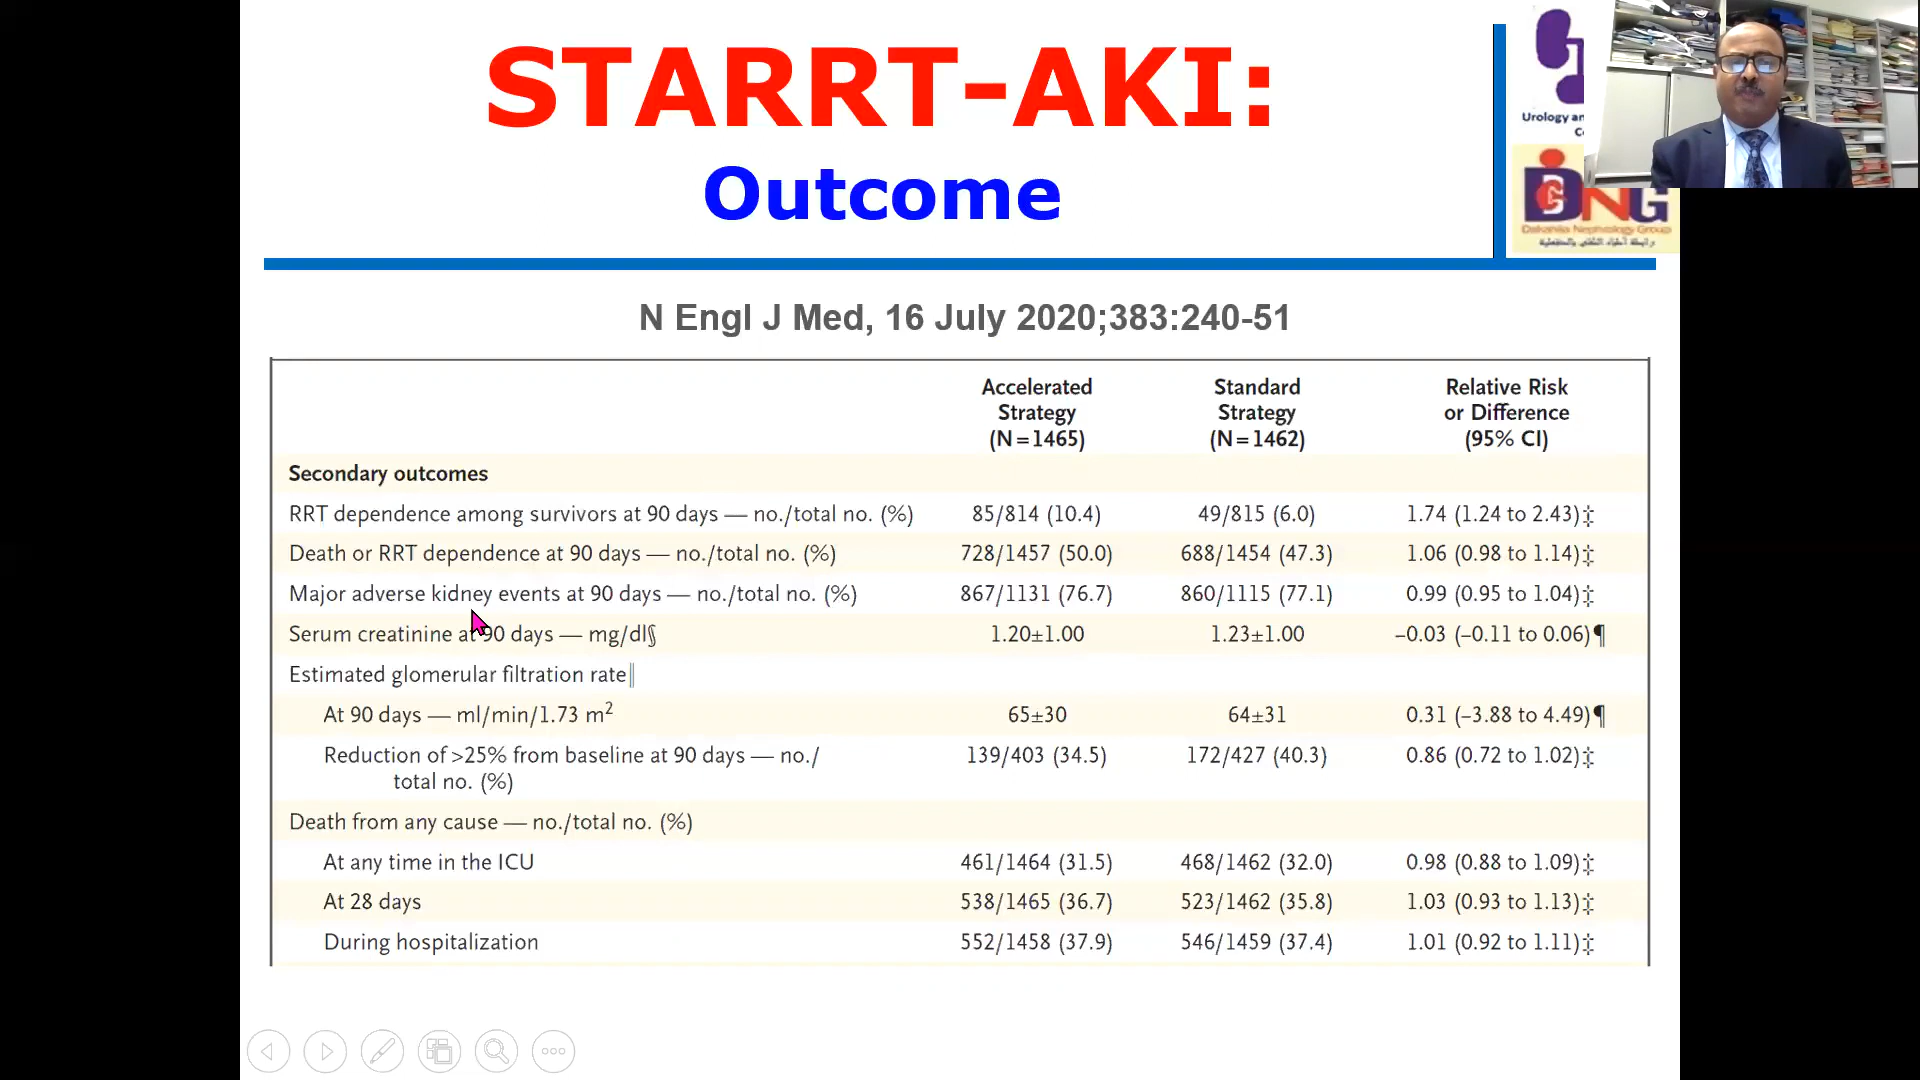 STARRT-AKI:
Outcome
Urology an
Ce
DNG
Dakahlia Nephrology Group
N Engl J Med, 16 July 2020;383:240-51
Accelerated Strategy (N=1465) Standard Strategy (N=1462) Relative Risk or Difference (95% CI)
Secondary outcomes
RRT dependence among survivors at 90 days — no./total no. (%) 85/814 (10.4) 49/815 (6.0) 1.74 (1.24 to 2.43)‡
Death or RRT dependence at 90 days — no./total no. (%) 728/1457 (50.0) 688/1454 (47.3) 1.06 (0.98 to 1.14)‡
Major adverse kidney events at 90 days — no./total no. (%) 867/1131 (76.7) 860/1115 (77.1) 0.99 (0.95 to 1.04)‡
Serum creatinine at 90 days — mg/dl§ 1.20±1.00 1.23±1.00 –0.03 (–0.11 to 0.06)¶
Estimated glomerular filtration rate‖
At 90 days — ml/min/1.73 m² 65±30 64±31 0.31 (–3.88 to 4.49)¶
Reduction of >25% from baseline at 90 days — no./ 139/403 (34.5) 172/427 (40.3) 0.86 (0.72 to 1.02)‡
total no. (%)
Death from any cause — no./total no. (%)
At any time in the ICU 461/1464 (31.5) 468/1462 (32.0) 0.98 (0.88 to 1.09)‡
At 28 days 538/1465 (36.7) 523/1462 (35.8) 1.03 (0.93 to 1.13)‡
During hospitalization 552/1458 (37.9) 546/1459 (37.4) 1.01 (0.92 to 1.11)‡